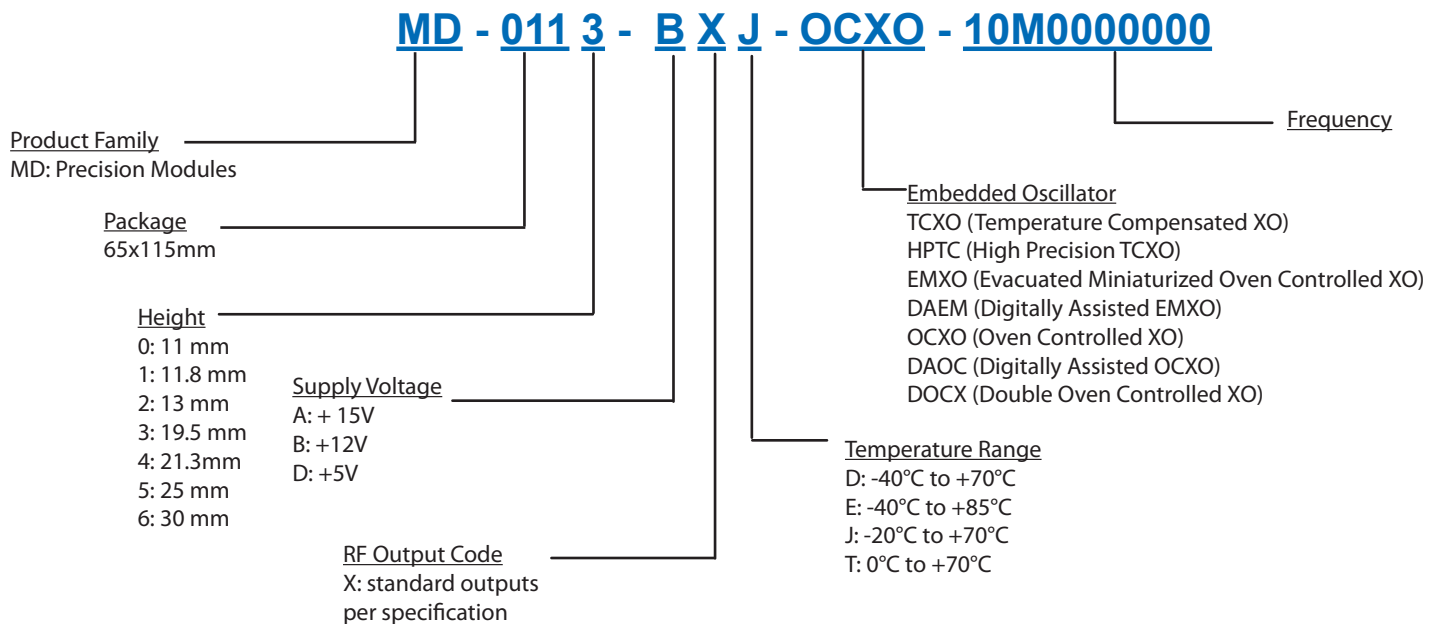 MD - 011 3 - B X J - OCXO - 10M0000000
Product Family
MD: Precision Modules
Package
65x115mm
Height
0: 11 mm
1: 11.8 mm
2: 13 mm
3: 19.5 mm
4: 21.3mm
5: 25 mm
6: 30 mm
Supply Voltage
A: + 15V
B: +12V
D: +5V
RF Output Code
X: standard outputs
per specification
Temperature Range
D: -40°C to +70°C
E: -40°C to +85°C
J: -20°C to +70°C
T: 0°C to +70°C
Embedded Oscillator
TCXO (Temperature Compensated XO)
HPTC (High Precision TCXO)
EMXO (Evacuated Miniaturized Oven Controlled XO)
DAEM (Digitally Assisted EMXO)
OCXO (Oven Controlled XO)
DAOC (Digitally Assisted OCXO)
DOCX (Double Oven Controlled XO)
Frequency